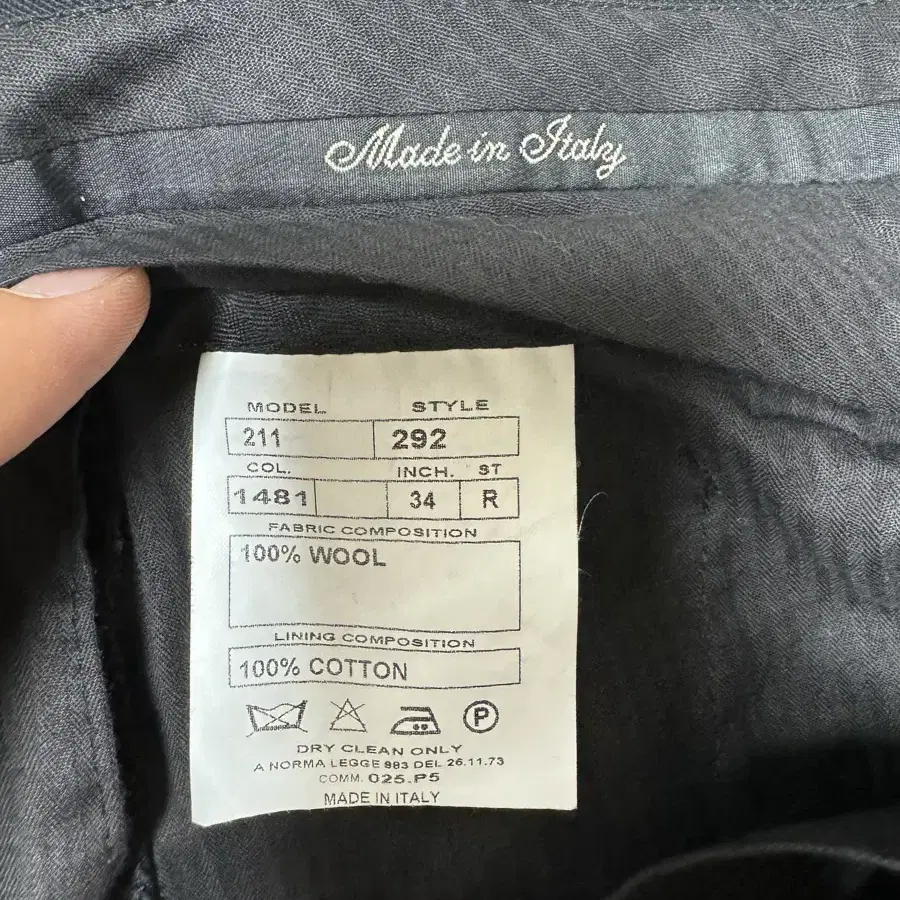 Made in Italy
MODEL STYLE
211 292
COL. INCH. ST
1481 34 R
FABRIC COMPOSITION
100% WOOL
LINING COMPOSITION
100% COTTON
P
DRY CLEAN ONLY
A NORMA LEGGE 883 DEL 26.11.73
COMM. 025.P5
MADE IN ITALY